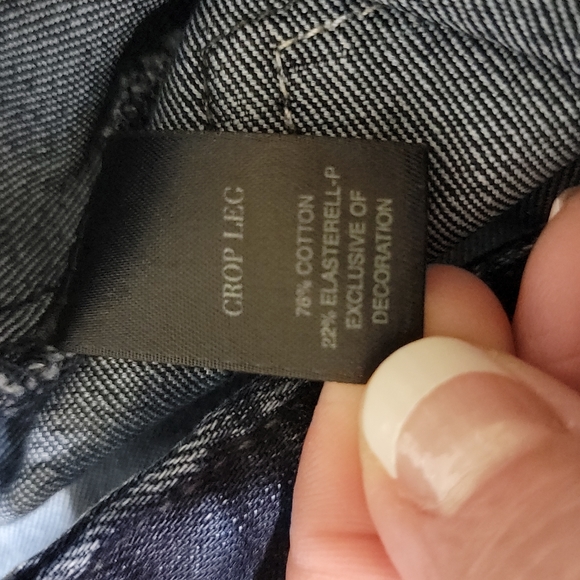 CROP LEG
78% COTTON
22% ELASTERELL-P
EXCLUSIVE OF
DECORATION